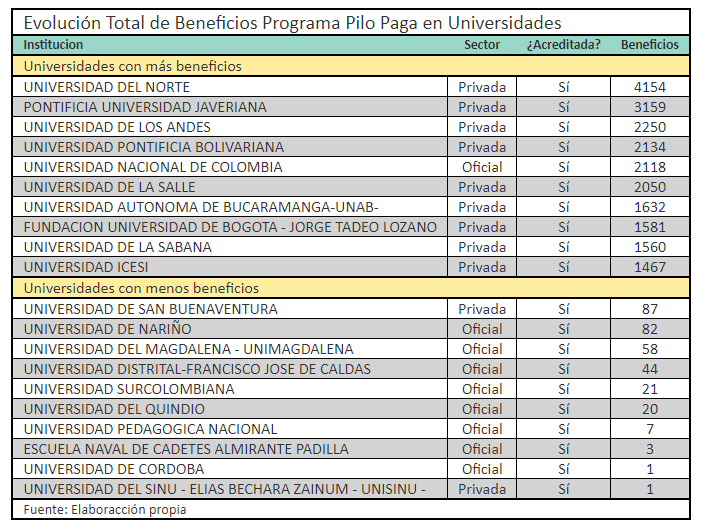 Evolución Total de Beneficios Programa Pilo Paga en Universidades
Institucion Sector ¿Acreditada? Beneficios
Universidades con más beneficios
UNIVERSIDAD DEL NORTE Privada Sí 4154
PONTIFICIA UNIVERSIDAD JAVERIANA Privada Sí 3159
UNIVERSIDAD DE LOS ANDES Privada Sí 2250
UNIVERSIDAD PONTIFICIA BOLIVARIANA Privada Sí 2134
UNIVERSIDAD NACIONAL DE COLOMBIA Oficial Sí 2118
UNIVERSIDAD DE LA SALLE Privada Sí 2050
UNIVERSIDAD AUTONOMA DE BUCARAMANGA-UNAB- Privada Sí 1632
FUNDACION UNIVERSIDAD DE BOGOTA - JORGE TADEO LOZANO Privada Sí 1581
UNIVERSIDAD DE LA SABANA Privada Sí 1560
UNIVERSIDAD ICESI Privada Sí 1467
Universidades con menos beneficios
UNIVERSIDAD DE SAN BUENAVENTURA Privada Sí 87
UNIVERSIDAD DE NARIÑO Oficial Sí 82
UNIVERSIDAD DEL MAGDALENA - UNIMAGDALENA Oficial Sí 58
UNIVERSIDAD DISTRITAL-FRANCISCO JOSE DE CALDAS Oficial Sí 44
UNIVERSIDAD SURCOLOMBIANA Oficial Sí 21
UNIVERSIDAD DEL QUINDIO Oficial Sí 20
UNIVERSIDAD PEDAGOGICA NACIONAL Oficial Sí 7
ESCUELA NAVAL DE CADETES ALMIRANTE PADILLA Oficial Sí 3
UNIVERSIDAD DE CORDOBA Oficial Sí 1
UNIVERSIDAD DEL SINU - ELIAS BECHARA ZAINUM - UNISINU - Privada Sí 1
Fuente: Elaboracción propia